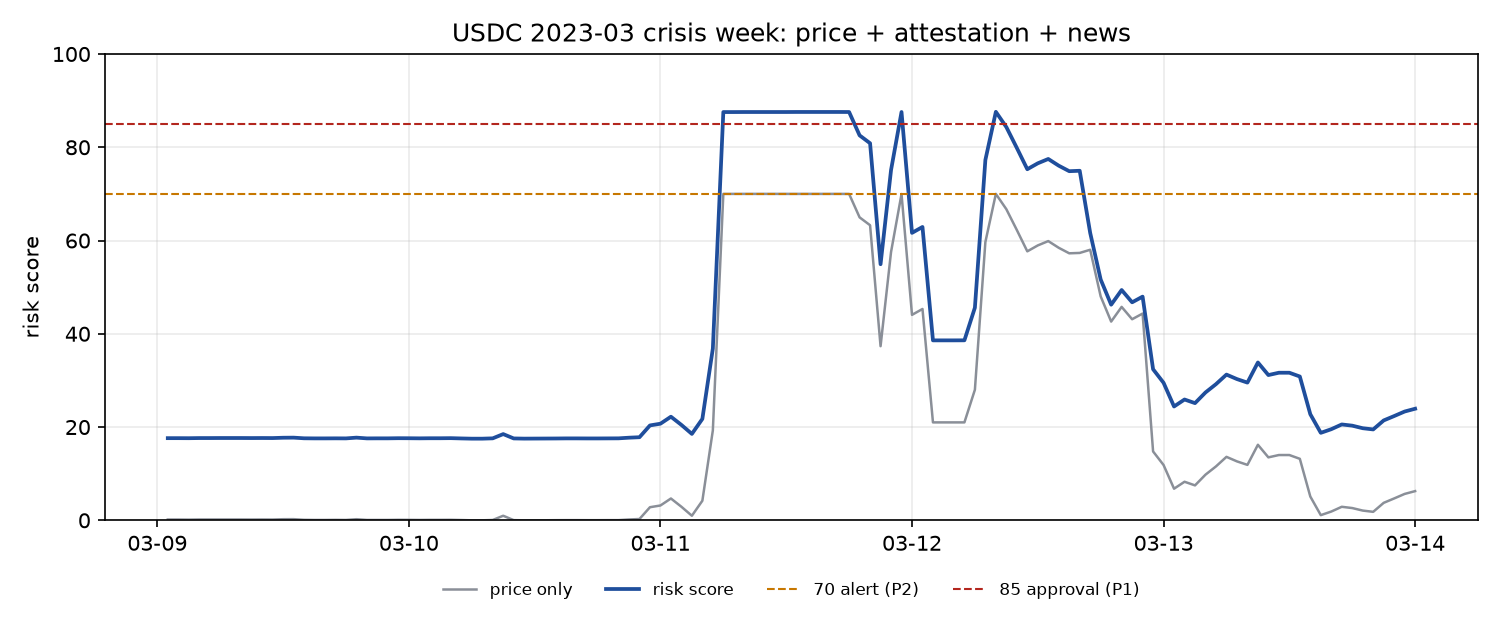 USDC 2023-03 crisis week: price + attestation + news
risk score
100
80
60
40
20
0
03-09 03-10 03-11 03-12 03-13 03-14
price only risk score 70 alert (P2) 85 approval (P1)